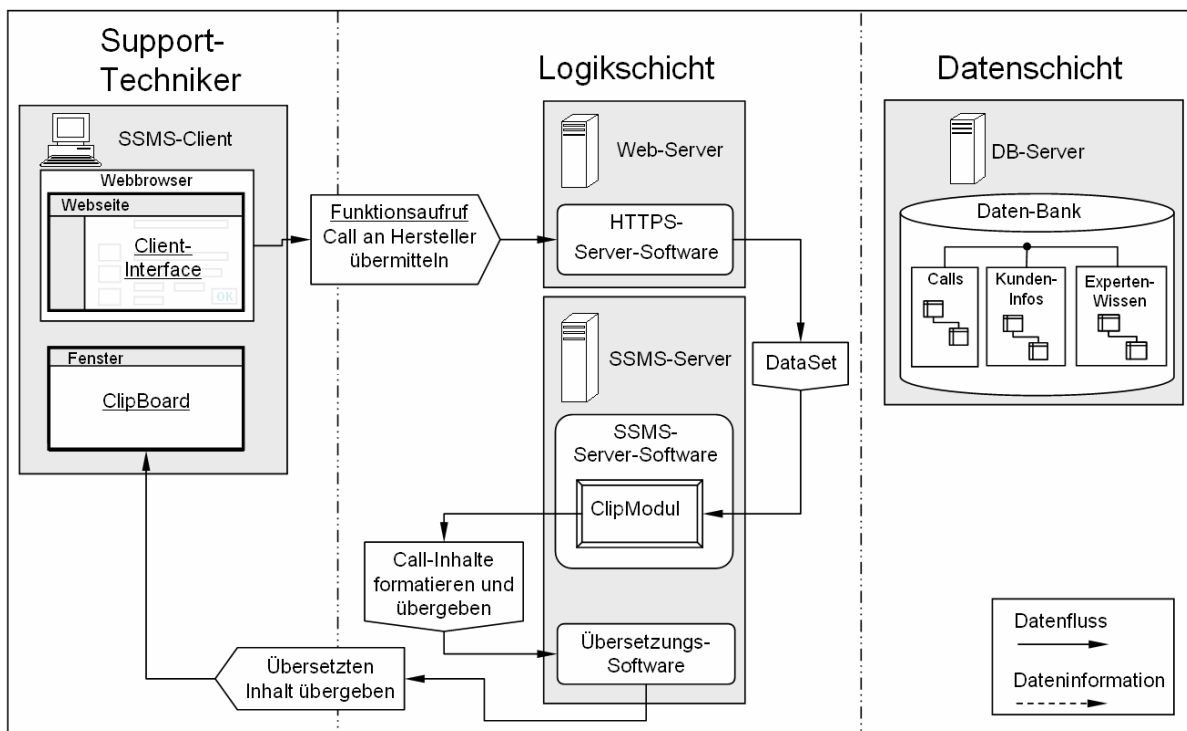 Support-
Techniker
Logikschicht
Datenschicht
SSMS-Client
Webbrowser
Webseite
Client-
Interface
OK
Fenster
ClipBoard
Funktionsaufruf
Call an Hersteller
übermitteln
Web-Server
HTTPS-
Server-Software
SSMS-Server
DataSet
SSMS-
Server-Software
ClipModul
Call-Inhalte
formatieren und
übergeben
Übersetzungs-
Software
Übersetzten
Inhalt übergeben
DB-Server
Daten-Bank
Calls
Kunden-
Infos
Experten-
Wissen
Datenfluss
Dateninformation